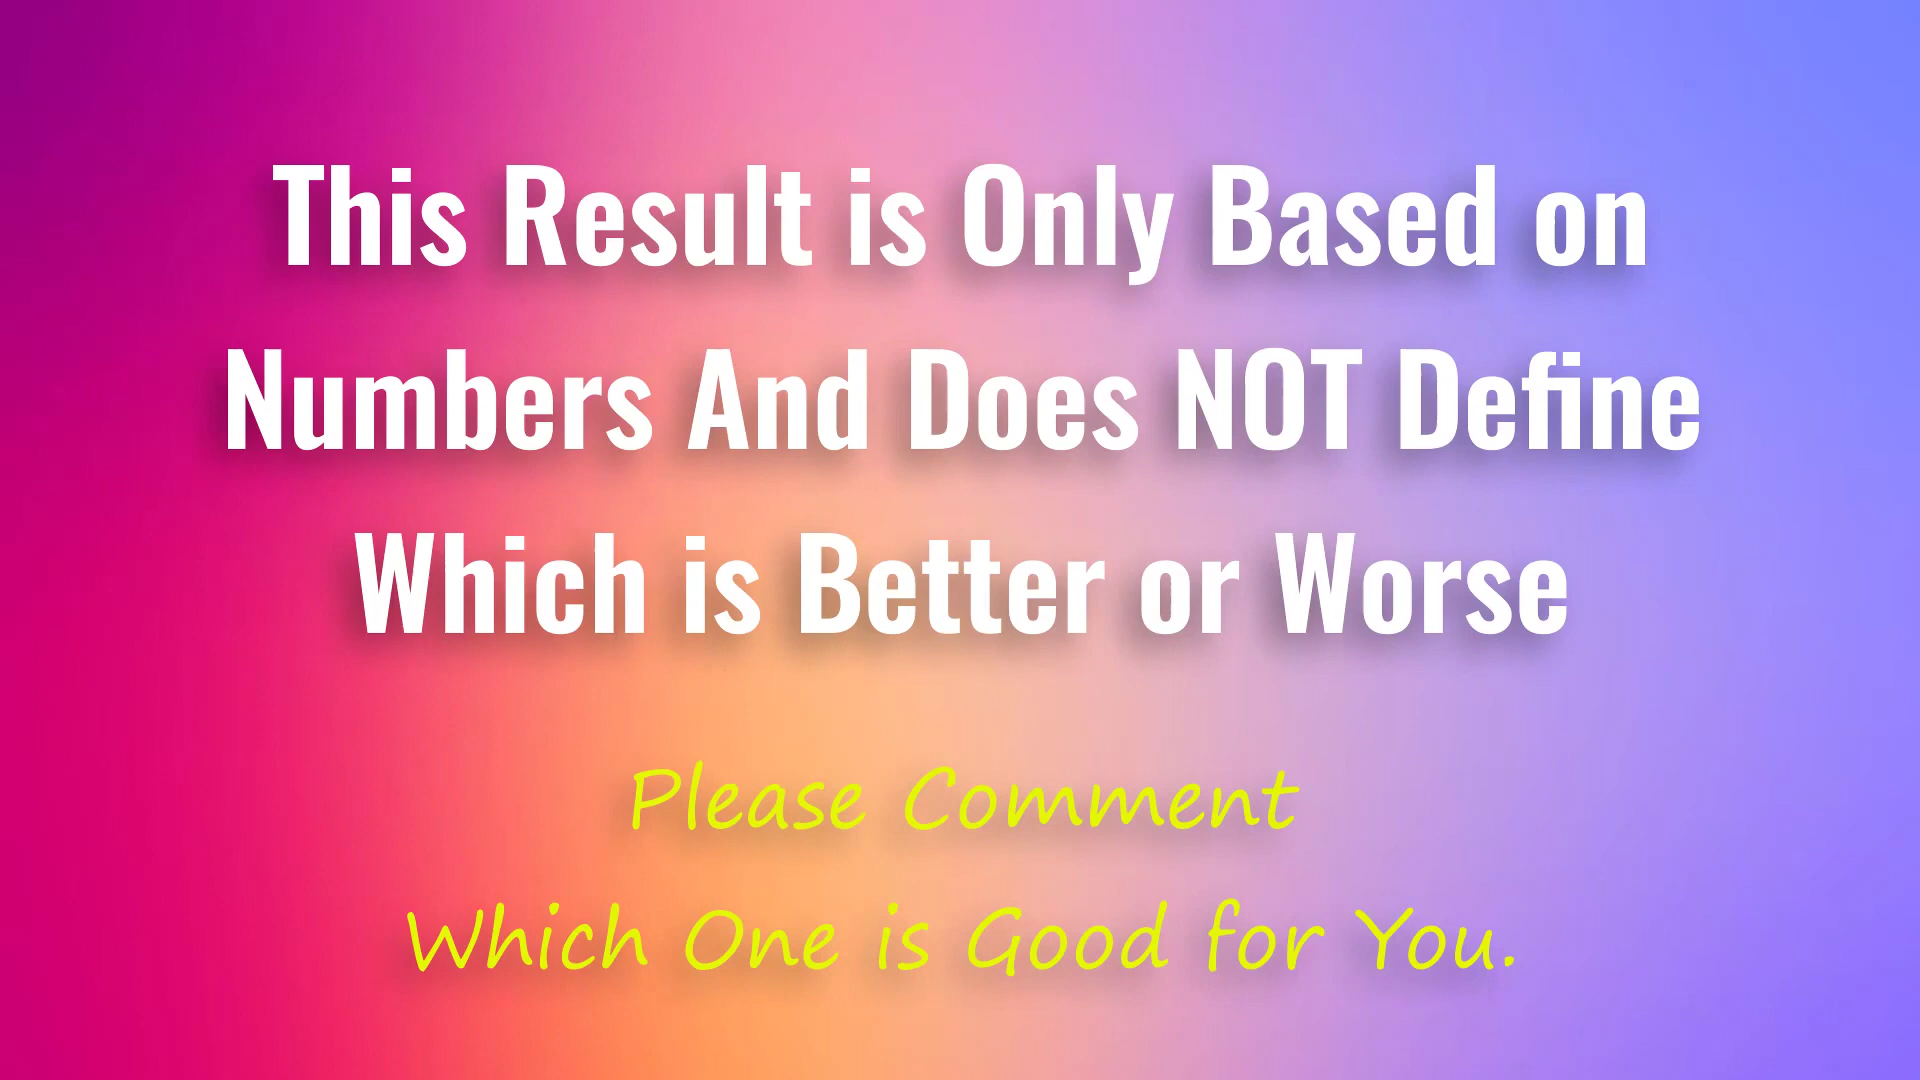 This Result is Only Based on
Numbers And Does NOT Define
Which is Better or Worse
Please Comment
Which One is Good for You.